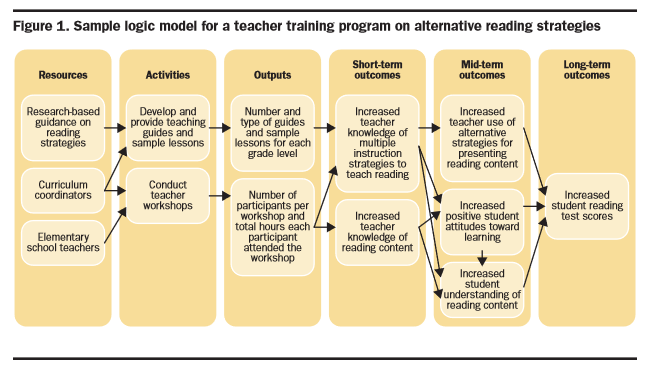 Figure 1. Sample logic model for a teacher training program on alternative reading strategies
Resources
Research-based
guidance on
reading
strategies
Curriculum
coordinators
Elementary
school teachers
Activities
Develop and
provide teaching
guides and
sample lessons
Conduct
teacher
workshops
Outputs
Number and
type of guides
and sample
lessons for each
grade level
Number of
participants per
workshop and
total hours each
participant
attended the
workshop
Short-term
outcomes
Increased
teacher
knowledge of
multiple
instruction
strategies to
teach reading
Increased
teacher
knowledge of
reading content
Mid-term
outcomes
Increased
teacher use of
alternative
strategies for
presenting
reading content
Increased
positive student
attitudes toward
learning
Increased
student
understanding of
reading content
Long-term
outcomes
Increased
student reading
test scores